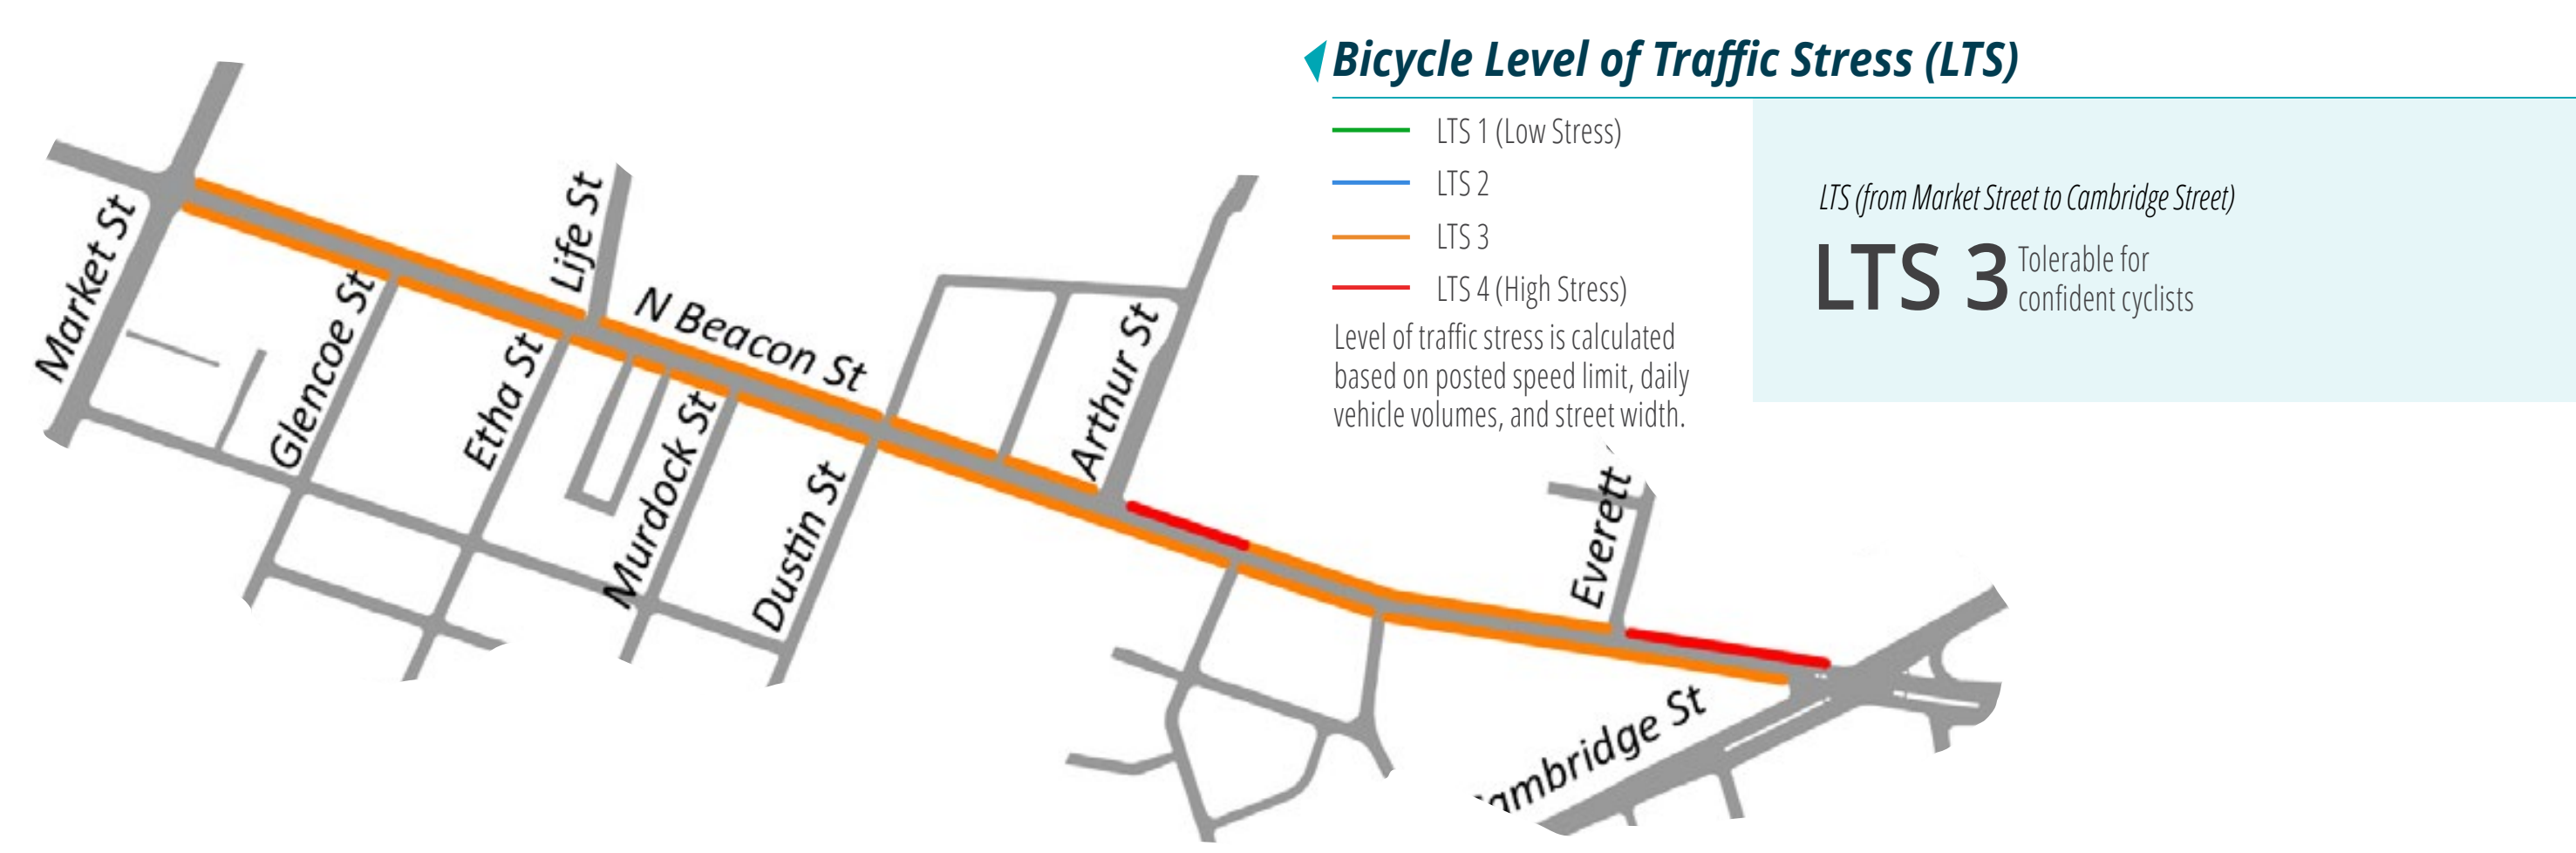 Bicycle Level of Traffic Stress (LTS)
LTS 1 (Low Stress)
LTS 2
LTS 3
LTS 4 (High Stress)
Level of traffic stress is calculated
based on posted speed limit, daily
vehicle volumes, and street width.
LTS (from Market Street to Cambridge Street)
LTS 3
Tolerable for
confident cyclists
Market St
Glencoe St
Life St
Etha St
N Beacon St
Murdock St
Dustin St
Arthur St
Everett
ambridge St